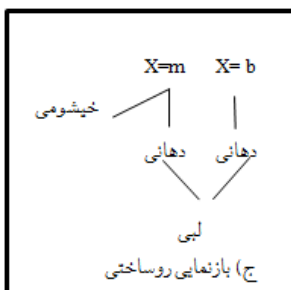 X=m X= b
خیشومی
دهانی دهانی
لبی
ج) بازنمایی روساختی